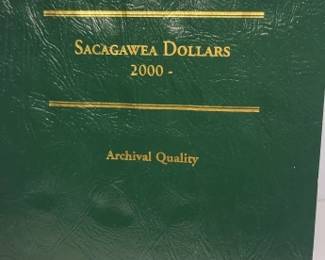 Sacagawea Dollars
2000 -
Archival Quality